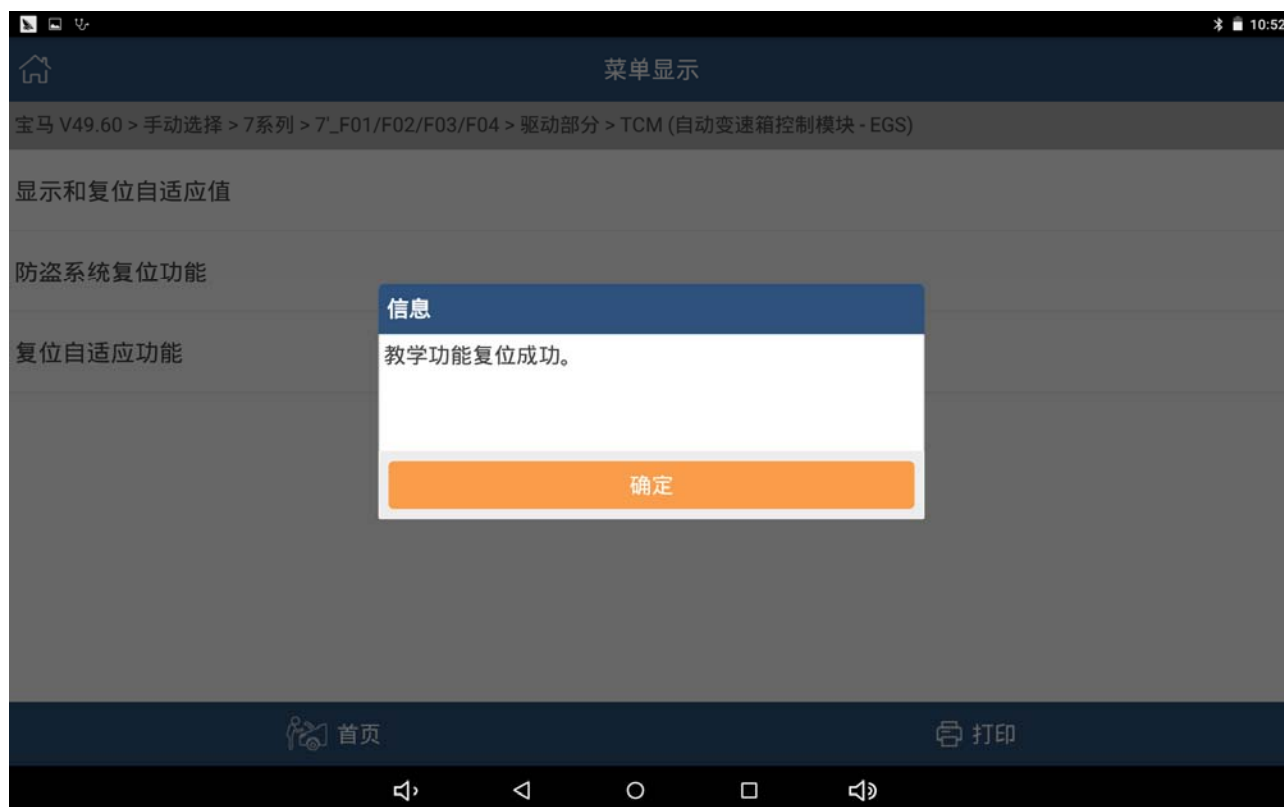 10:52
菜单显示
宝马 V49.60 > 手动选择 > 7系列 > 7'_F01/F02/F03/F04 > 驱动部分 > TCM (自动变速箱控制模块 - EGS)
显示和复位自适应值
防盗系统复位功能
信息
复位自适应功能
教学功能复位成功。
确定
首页
打印